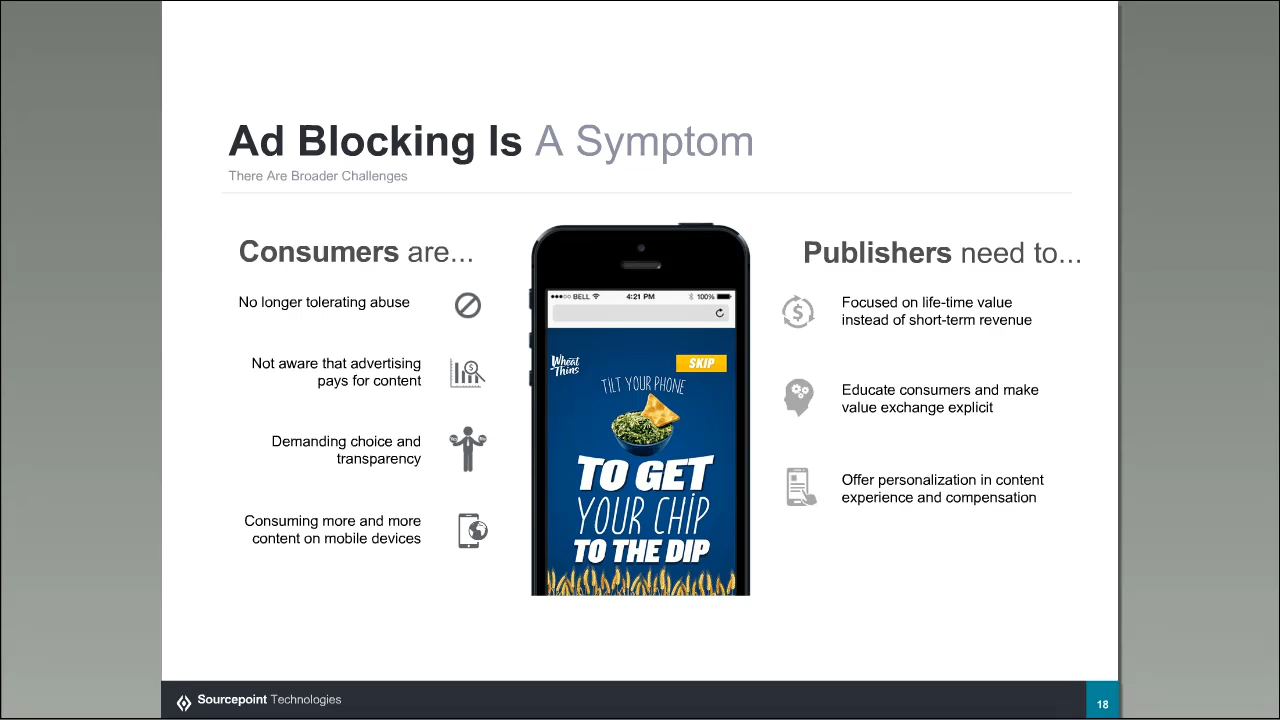 Ad Blocking Is A Symptom
There Are Broader Challenges
Consumers are...
No longer tolerating abuse
Not aware that advertising
pays for content
Demanding choice and
transparency
Consuming more and more
content on mobile devices
BELL
4:21 PM
100%
Wheat
Thins
SKIP
TILT YOUR PHONE
TO GET
YOUR CHIP
TO THE DIP
Publishers need to...
Focused on life-time value
instead of short-term revenue
Educate consumers and make
value exchange explicit
Offer personalization in content
experience and compensation
Sourcepoint Technologies
18